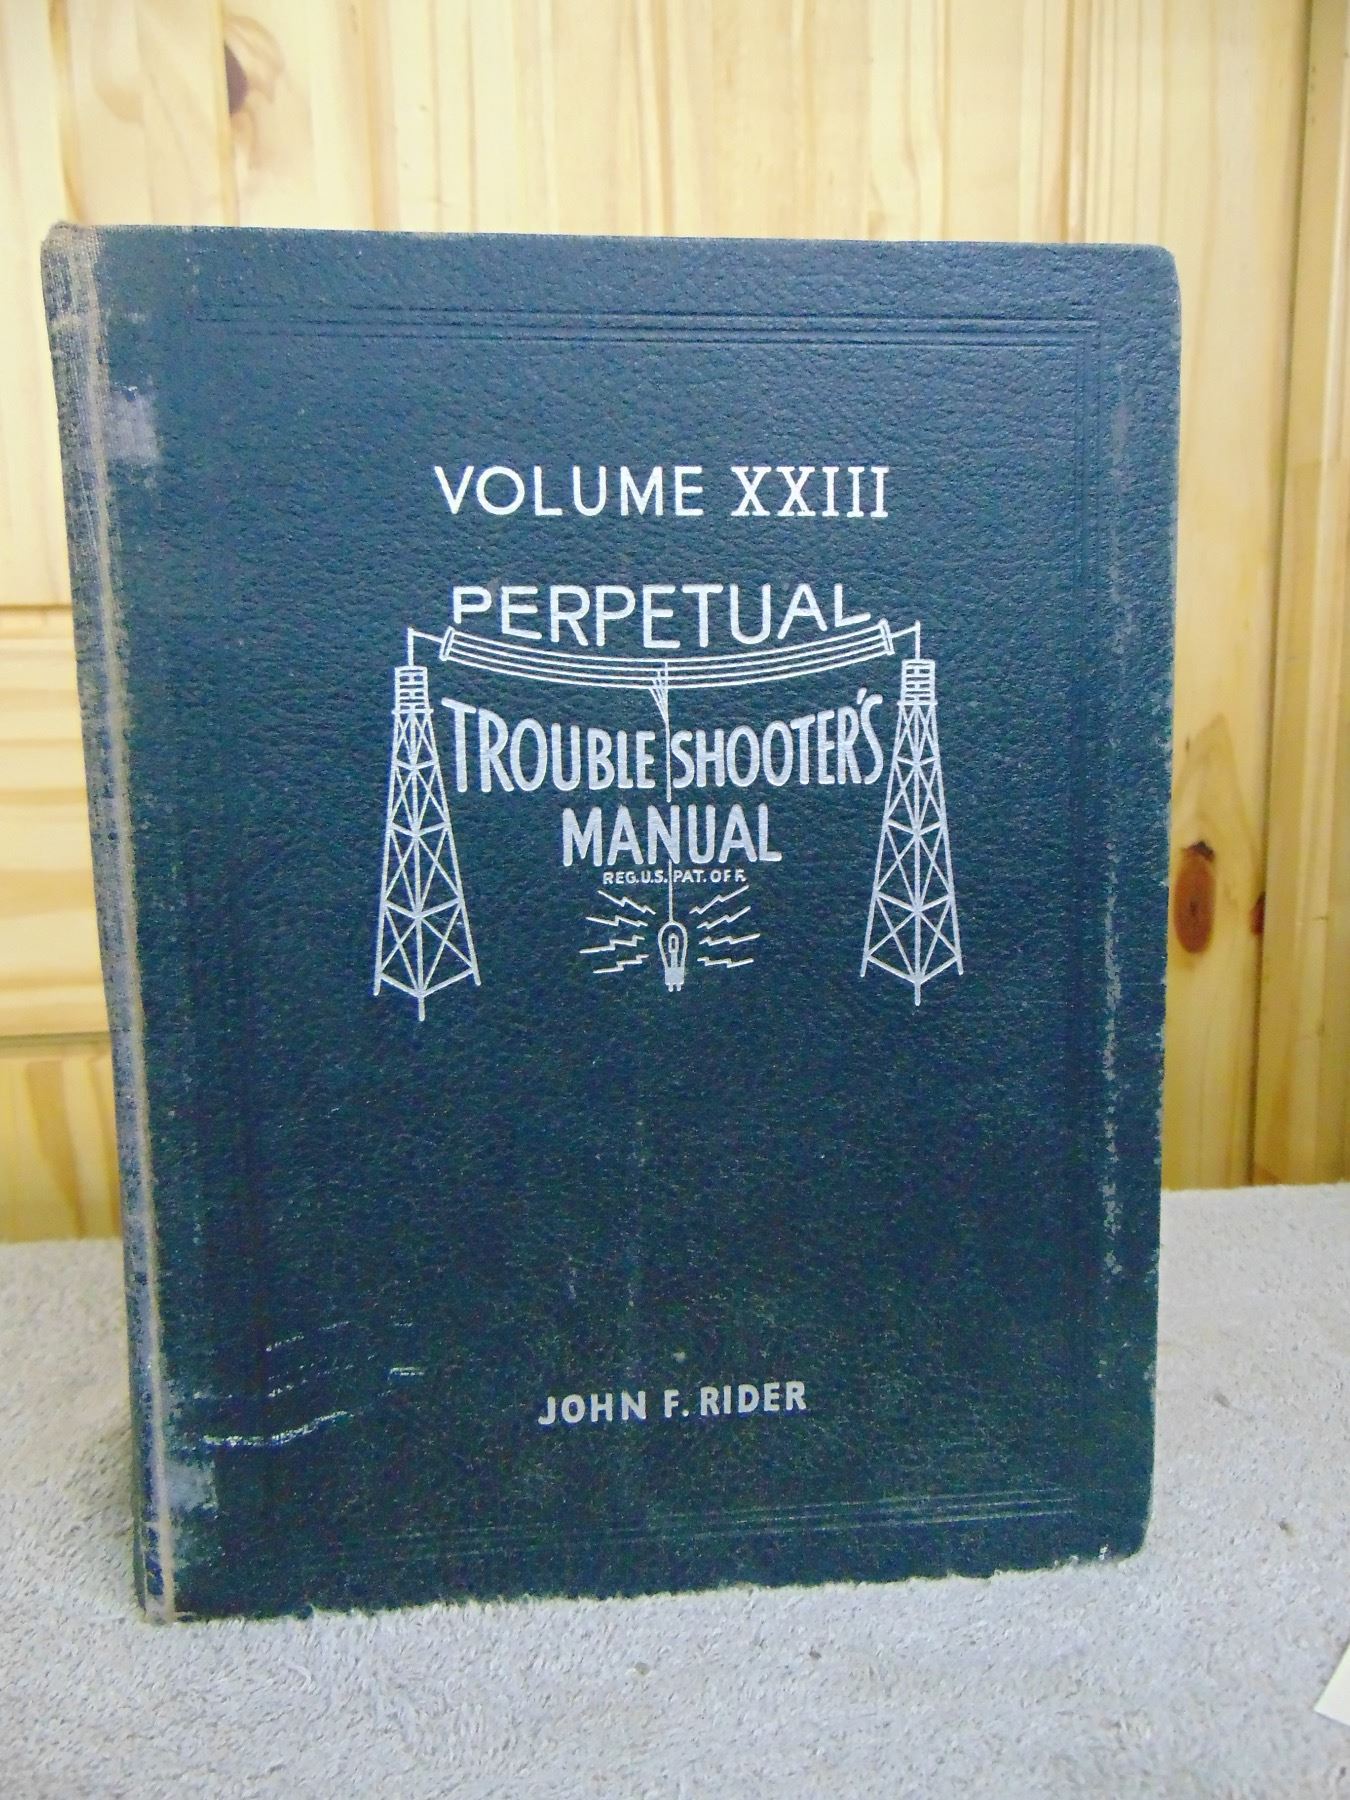 VOLUME XXIII
PERPETUAL
TROUBLE SHOOTER'S
MANUAL
REG. U.S. PAT. OFF.
JOHN F. RIDER